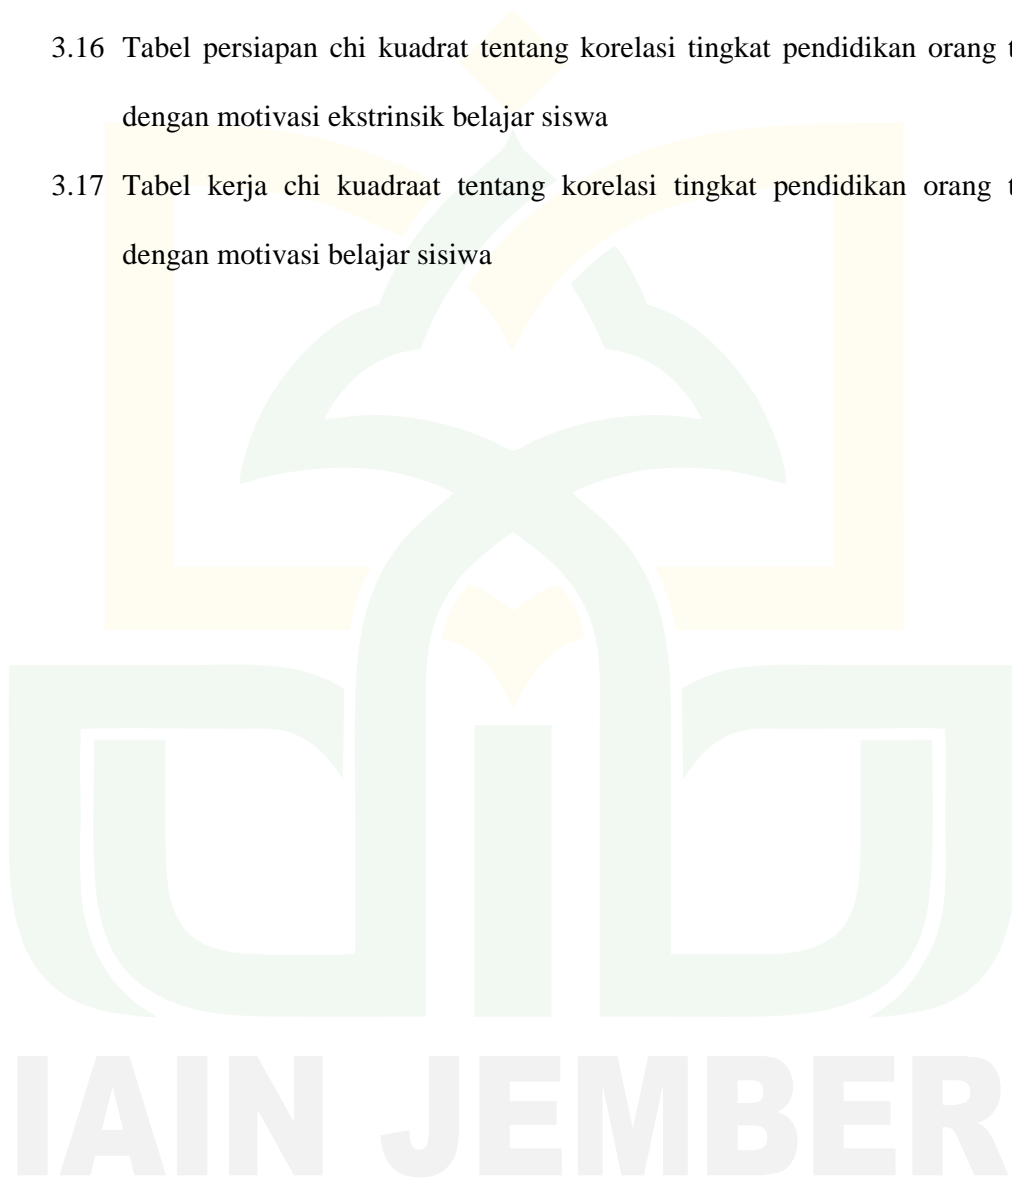 3.16 Tabel persiapan chi kuadrat tentang korelasi tingkat pendidikan orang
dengan motivasi ekstrinsik belajar siswa
3.17 Tabel kerja chi kuadraat tentang korelasi tingkat pendidikan orang
dengan motivasi belajar sisiwa
IAIN JEMBER